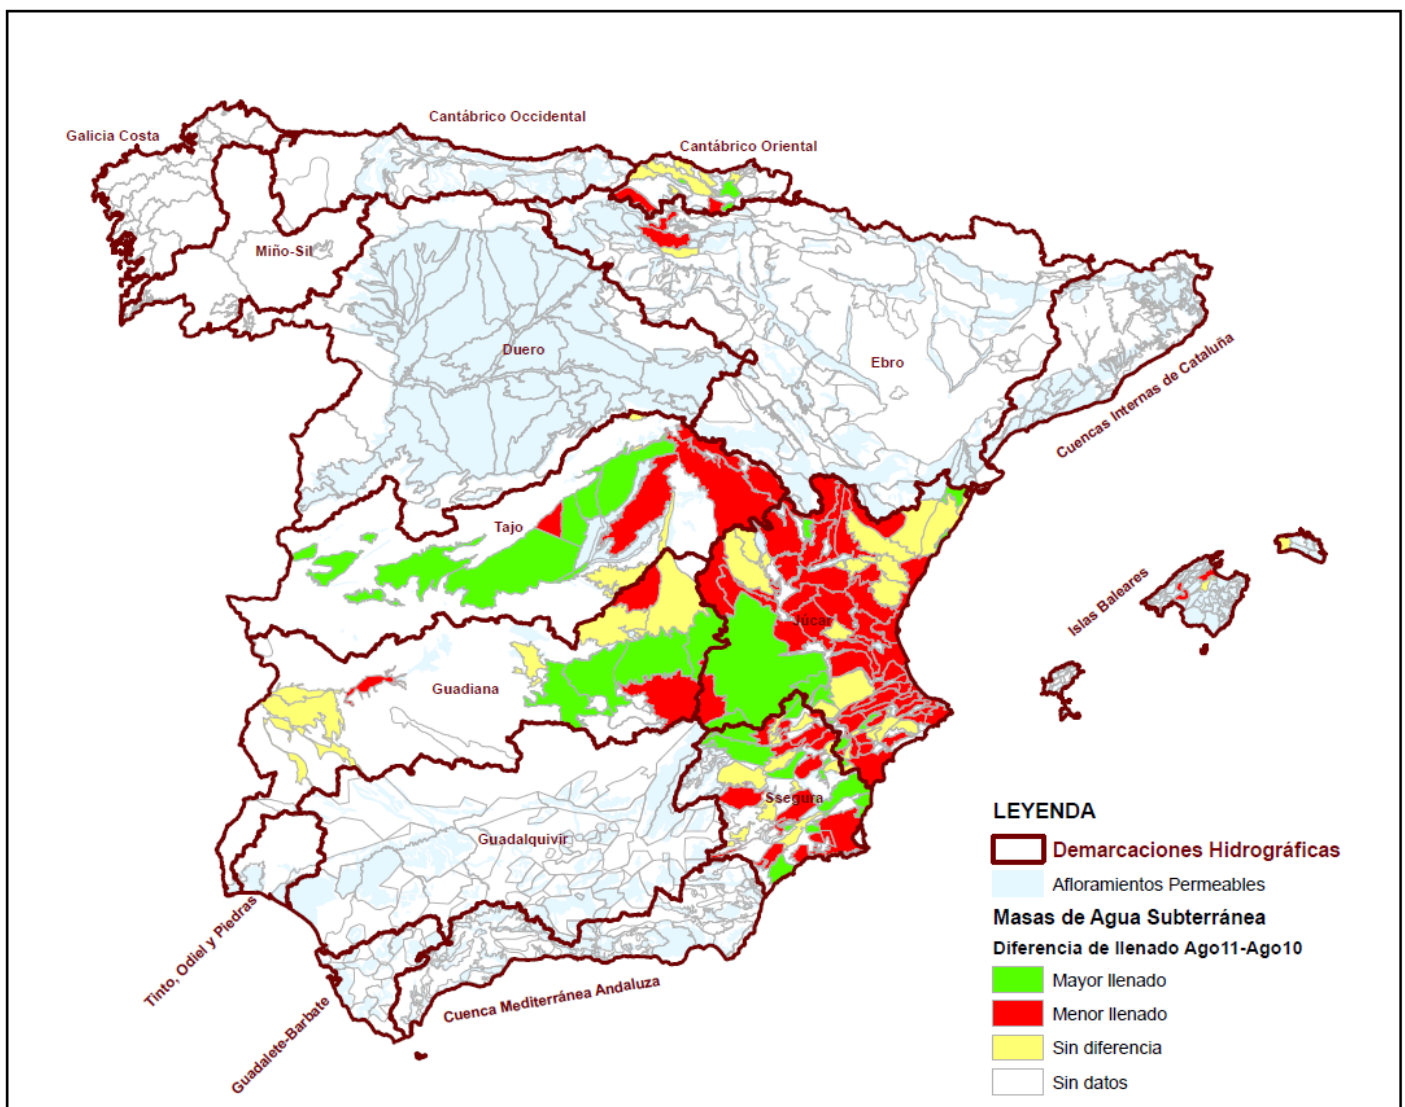 Cantábrico Occidental
Galicia Costa
Cantábrico Oriental
Miño-Sil
Duero
Ebro
Cuencas Internas de Cataluña
Tajo
Islas Baleares
Júcar
Guadiana
Ssegura
Guadalquivir
Tinto, Odiel y Piedras
Guadalete-Barbate
Cuenca Mediterránea Andaluza
LEYENDA
Demarcaciones Hidrográficas
Afloramientos Permeables
Masas de Agua Subterránea
Diferencia de llenado Ago11-Ago10
Mayor llenado
Menor llenado
Sin diferencia
Sin datos